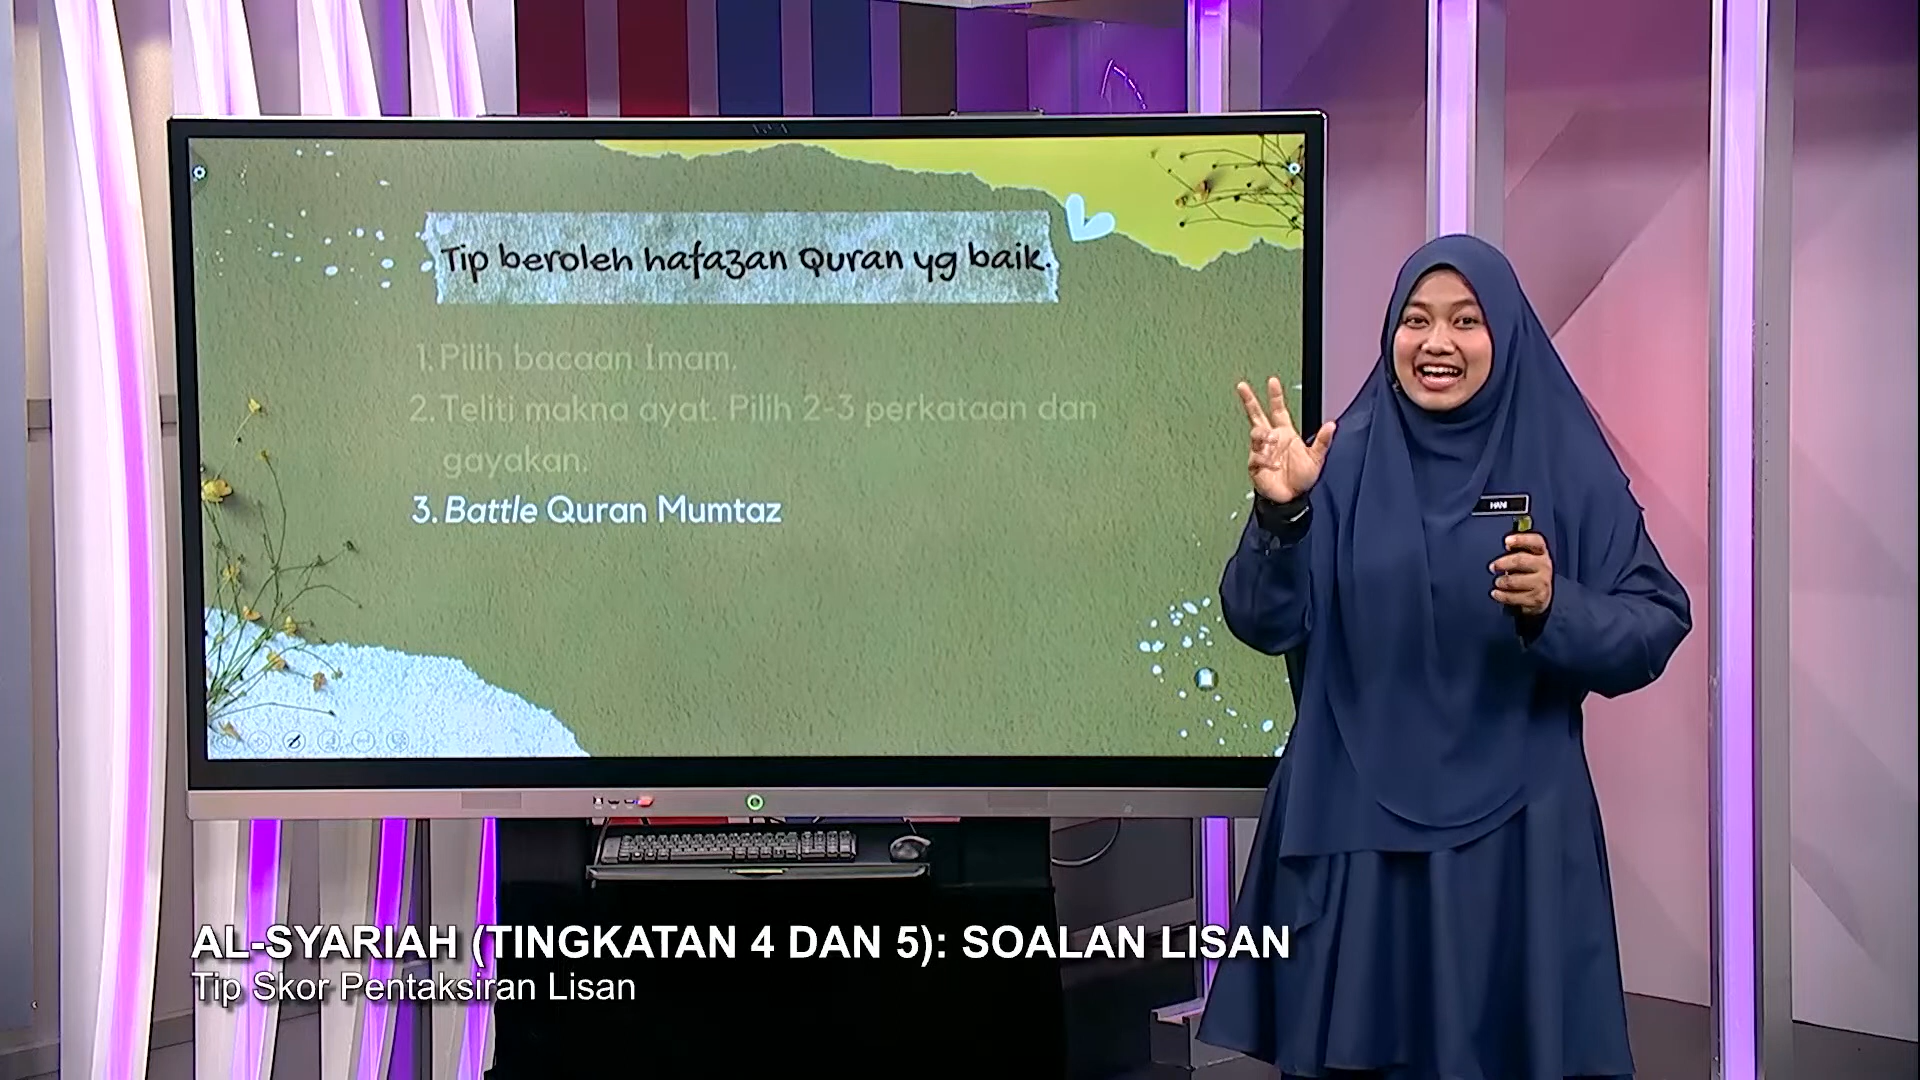 Tip beroleh hafazan Quran yg baik.
1. Pilih bacaan Imam.
2. Teliti makna ayat. Pilih 2-3 perkataan dan
gayakan.
3. Battle Quran Mumtaz
HANI
AL-SYARIAH (TINGKATAN 4 DAN 5): SOALAN LISAN
Tip Skor Pentaksiran Lisan